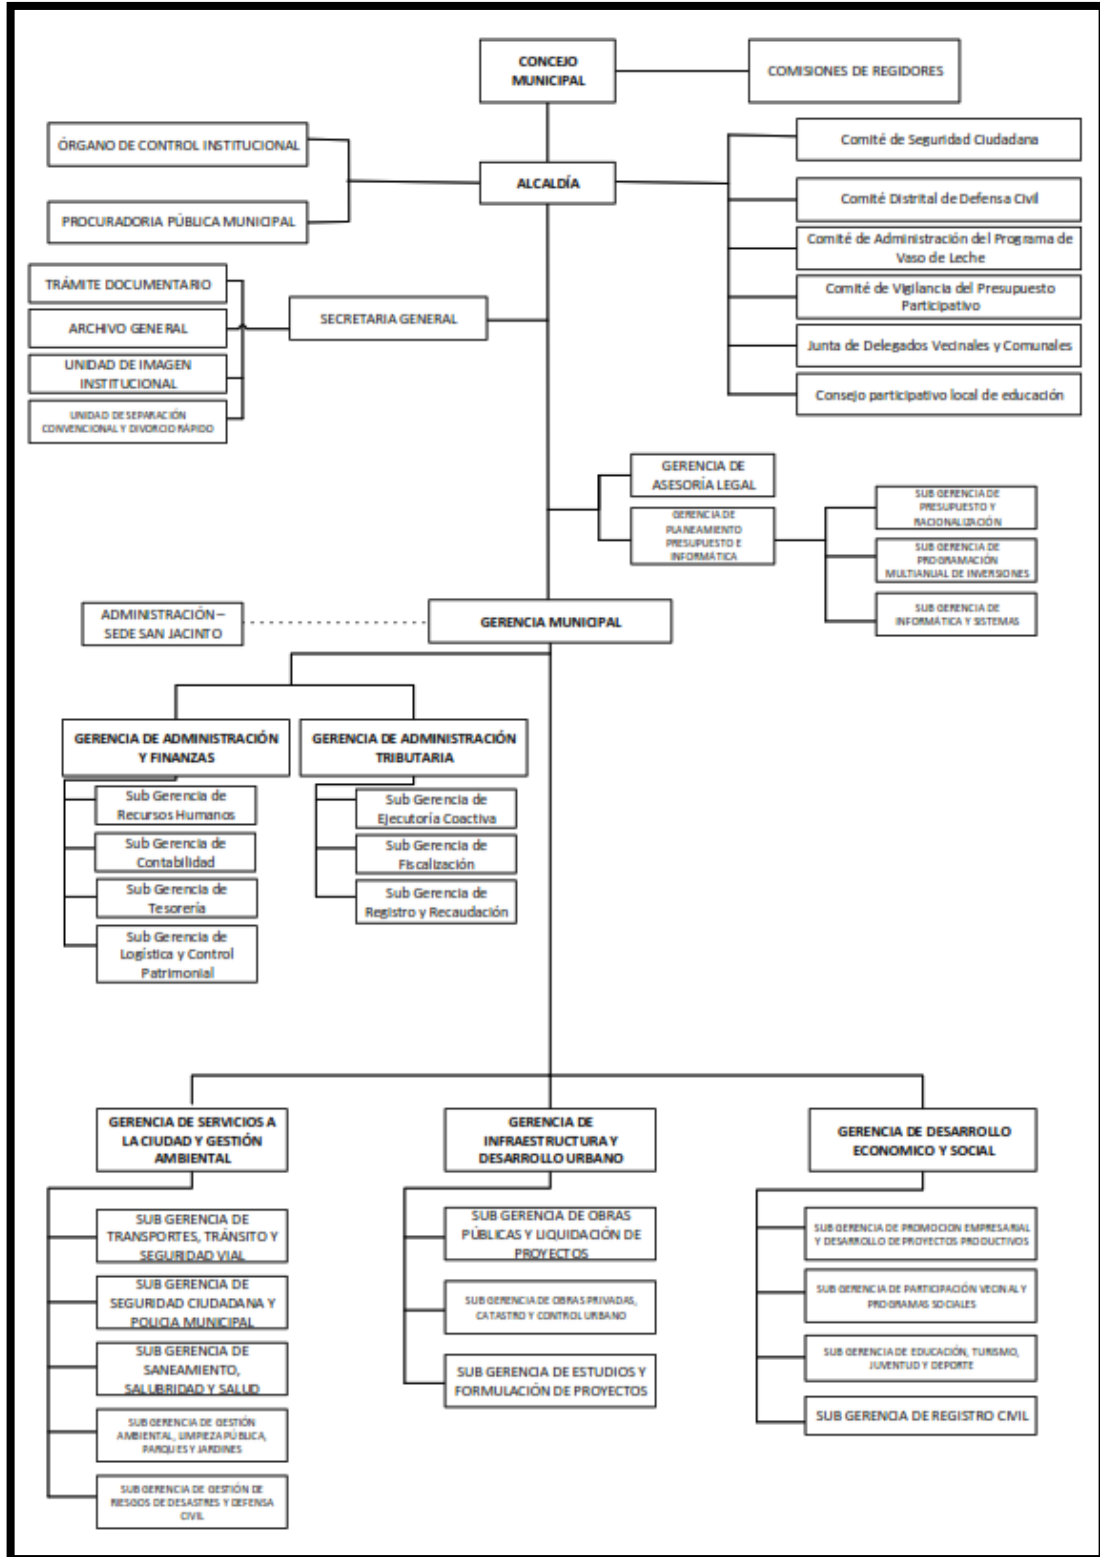 CONCEJO
MUNICIPAL
COMISIONES DE REGIDORES
ÓRGANO DE CONTROL INSTITUCIONAL
ALCALDÍA
PROCURADORIA PÚBLICA MUNICIPAL
Comité de Seguridad Ciudadana
Comité Distrital de Defensa Civil
Comité de Administración del Programa de
Vaso de Leche
Comité de Vigilancia del Presupuesto
Participativo
Junta de Delegados Vecinales y Comunales
Consejo participativo local de educación
TRÁMITE DOCUMENTARIO
ARCHIVO GENERAL
UNIDAD DE IMAGEN
INSTITUCIONAL
UNIDAD DE SEPARACIÓN
CONVENCIONAL Y DIVORCIO RÁPIDO
SECRETARIA GENERAL
GERENCIA DE
ASESORÍA LEGAL
GERENCIA DE
PLANEAMIENTO
PRESUPUESTO E
INFORMÁTICA
SUB GERENCIA DE
PRESUPUESTO Y
RACIONALIZACIÓN
SUB GERENCIA DE
PROGRAMACIÓN
MULTIANUAL DE INVERSIONES
SUB GERENCIA DE
INFORMÁTICA Y SISTEMAS
ADMINISTRACIÓN –
SEDE SAN JACINTO
GERENCIA MUNICIPAL
GERENCIA DE ADMINISTRACIÓN
Y FINANZAS
Sub Gerencia de
Recursos Humanos
Sub Gerencia de
Contabilidad
Sub Gerencia de
Tesorería
Sub Gerencia de
Logística y Control
Patrimonial
GERENCIA DE ADMINISTRACIÓN
TRIBUTARIA
Sub Gerencia de
Ejecutoría Coactiva
Sub Gerencia de
Fiscalización
Sub Gerencia de
Registro y Recaudación
GERENCIA DE SERVICIOS A
LA CIUDAD Y GESTIÓN
AMBIENTAL
SUB GERENCIA DE
TRANSPORTES, TRÁNSITO Y
SEGURIDAD VIAL
SUB GERENCIA DE
SEGURIDAD CIUDADANA Y
POLICIA MUNICIPAL
SUB GERENCIA DE
SANEAMIENTO,
SALUBRIDAD Y SALUD
SUB GERENCIA DE GESTIÓN
AMBIENTAL, LIMPIEZA PÚBLICA,
PARQUES Y JARDINES
SUB GERENCIA DE GESTIÓN DE
RIESGOS DE DESASTRES Y DEFENSA
CIVIL
GERENCIA DE
INFRAESTRUCTURA Y
DESARROLLO URBANO
SUB GERENCIA DE OBRAS
PÚBLICAS Y LIQUIDACIÓN DE
PROYECTOS
SUB GERENCIA DE OBRAS PRIVADAS,
CATASTRO Y CONTROL URBANO
SUB GERENCIA DE ESTUDIOS Y
FORMULACIÓN DE PROYECTOS
GERENCIA DE DESARROLLO
ECONOMICO Y SOCIAL
SUB GERENCIA DE PROMOCION EMPRESARIAL
Y DESARROLLO DE PROYECTOS PRODUCTIVOS
SUB GERENCIA DE PARTICIPACIÓN VECINAL Y
PROGRAMAS SOCIALES
SUB GERENCIA DE EDUCACIÓN, TURISMO,
JUVENTUD Y DEPORTE
SUB GERENCIA DE REGISTRO CIVIL